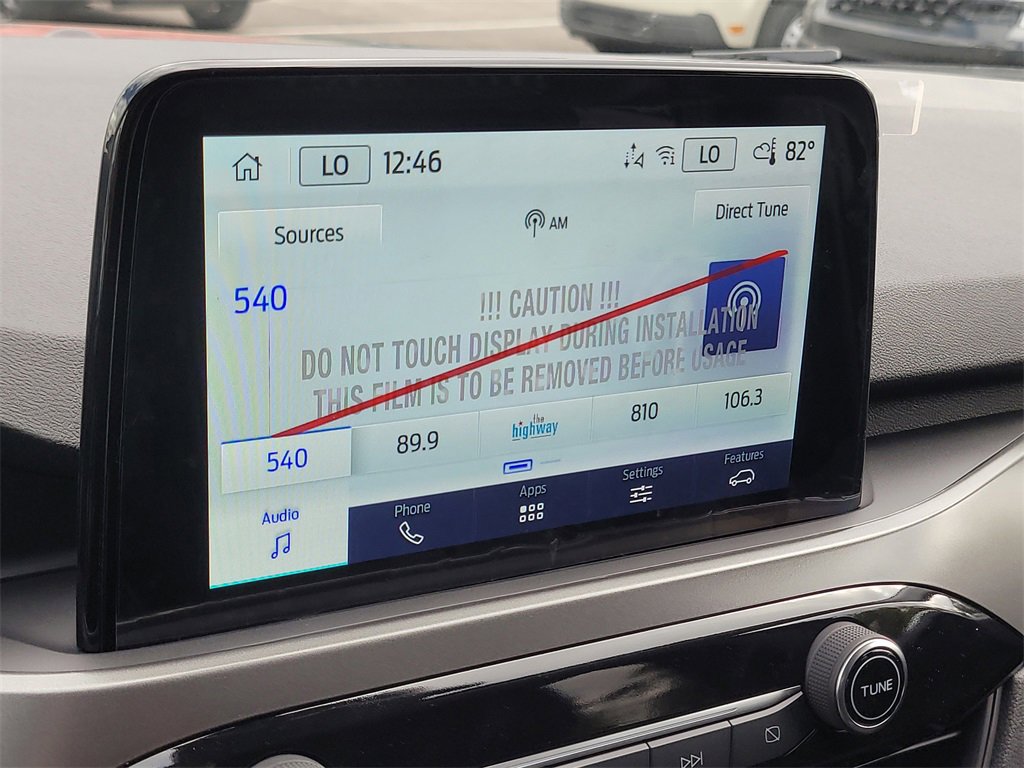 LO 12:46 LO 82°
Sources AM Direct Tune
540
!!! CAUTION !!!
DO NOT TOUCH DISPLAY DURING INSTALLATION
THIS FILM IS TO BE REMOVED BEFORE USAGE
540 89.9 the highway 810 106.3
Audio Phone Apps Settings Features
TUNE